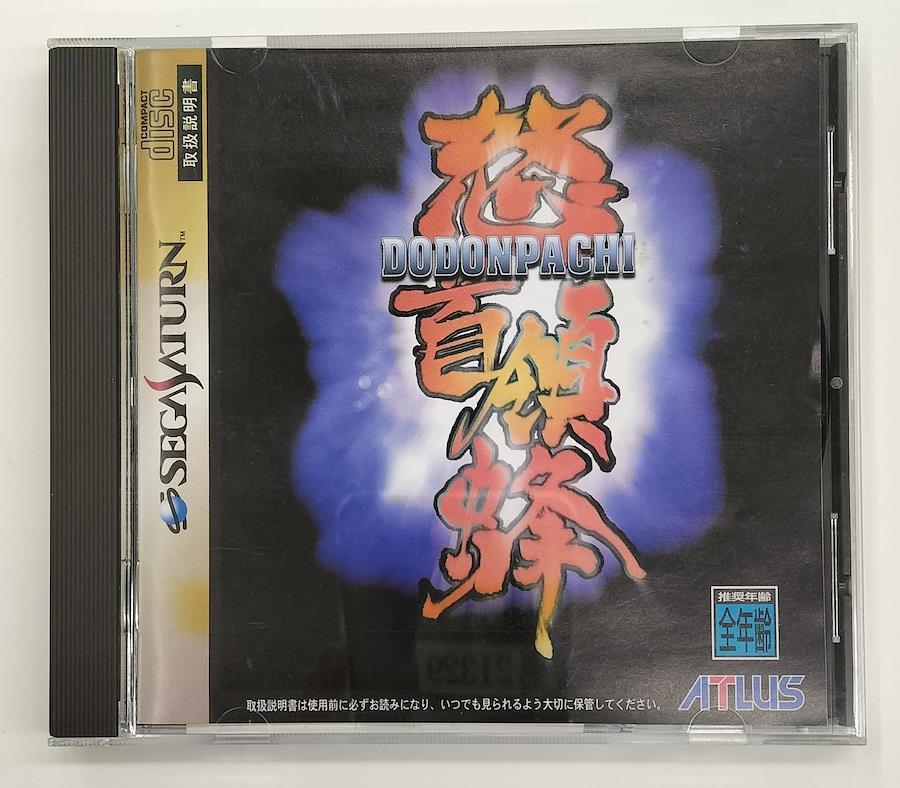 COMPACT
disc
取扱説明書
SEGA SATURN™
怒
DODONPACHI
首領
蜂
推奨年齢
全年齢
ATLUS
取扱説明書は使用前に必ずお読みになり、いつでも見られるよう大切に保管してください。
21329